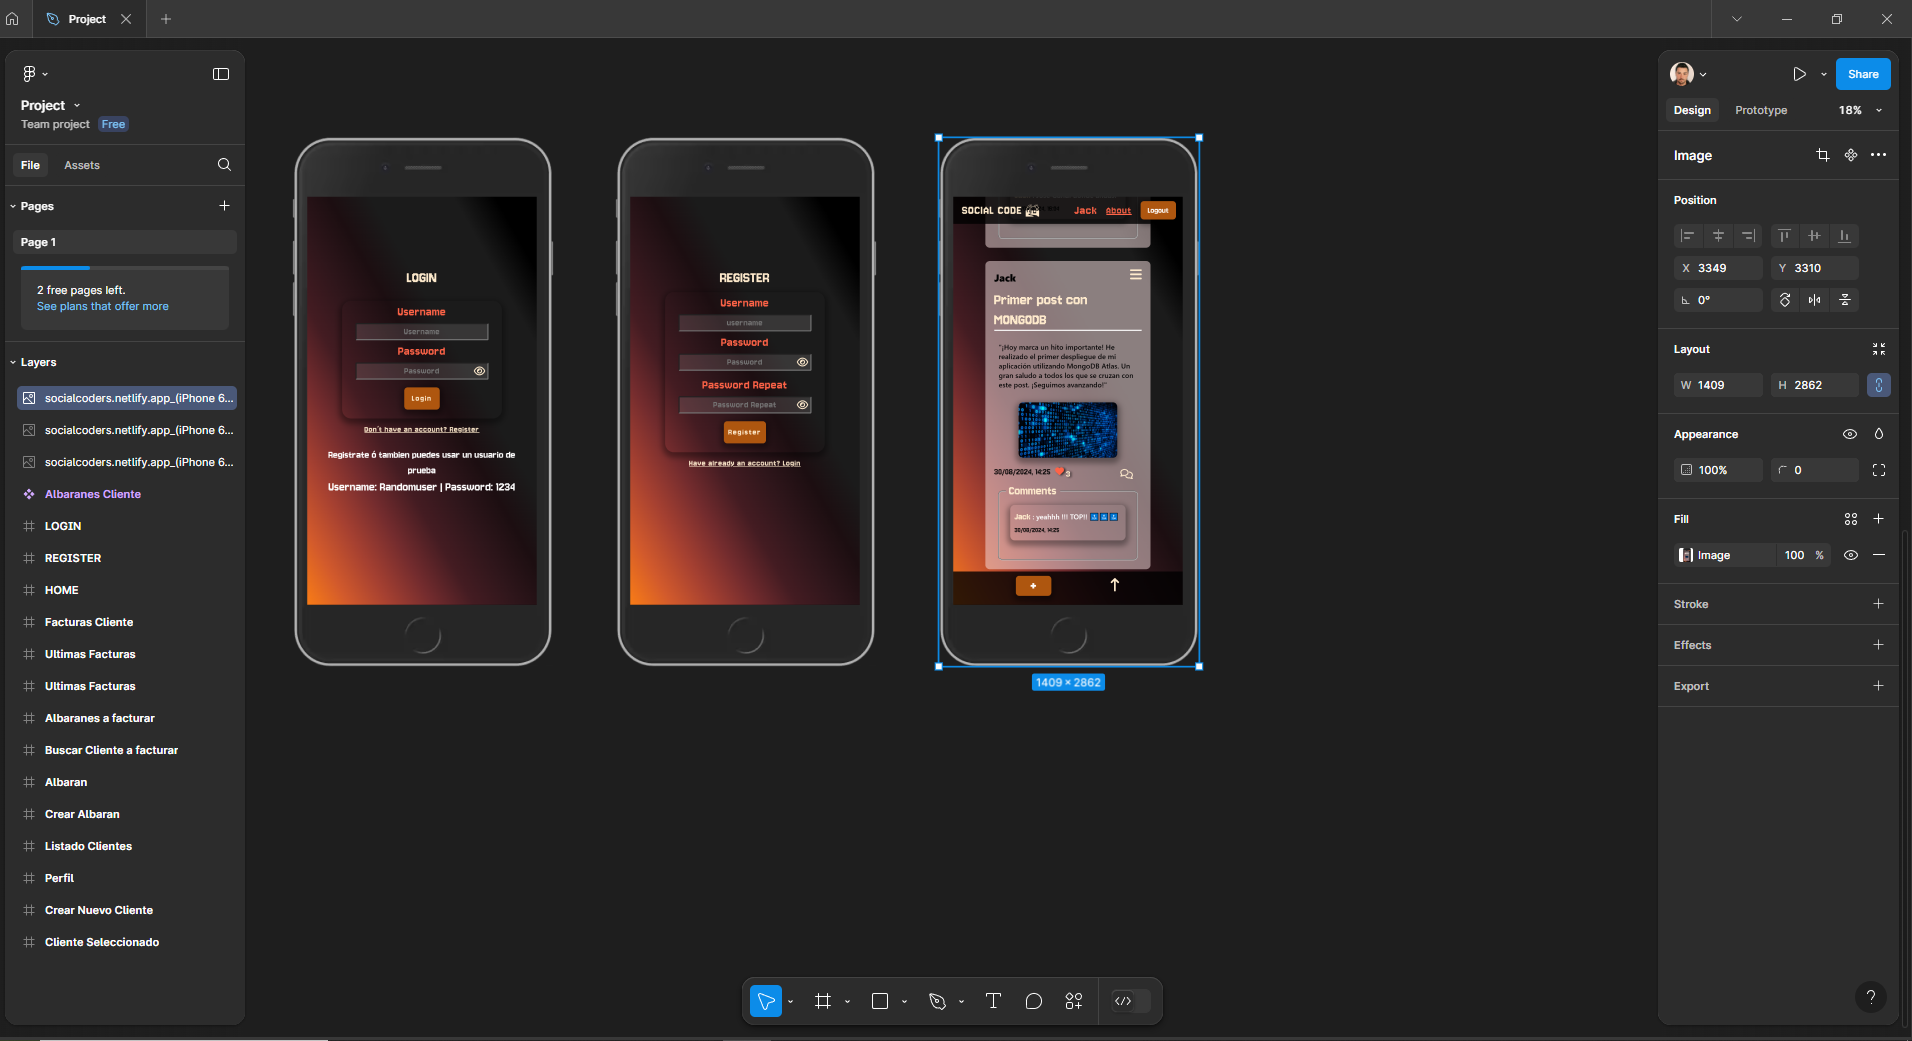 Project
Project
Team project Free
File Assets
Pages
Page 1
2 free pages left.
See plans that offer more
Layers
socialcoders.netlify.app_(iPhone 6...
socialcoders.netlify.app_(iPhone 6...
socialcoders.netlify.app_(iPhone 6...
Albaranes Cliente
LOGIN
REGISTER
HOME
Facturas Cliente
Ultimas Facturas
Ultimas Facturas
Albaranes a facturar
Buscar Cliente a facturar
Albaran
Crear Albaran
Listado Clientes
Perfil
Crear Nuevo Cliente
Cliente Seleccionado
LOGIN
Username
Username
Password
Password
Login
Don't have an account? Register
Registrate ó tambien puedes usar un usuario de
prueba
Username: Randomuser | Password: 1234
REGISTER
Username
username
Password
Password
Password Repeat
Password Repeat
Register
Have already an account? Login
SOCIAL CODE Jack About Logout
Jack
Primer post con
MONGODB
"¡Hoy marca un hito importante! He
realizado el primer despliegue de mi
aplicación utilizando MongoDB Atlas. Un
gran saludo a todos los que se cruzan con
este post. ¡Seguimos avanzando!"
30/08/2024, 14:25 3
Comments
Jack : yeahhh !!! TOP!!
30/08/2024, 14:25
+
1409 × 2862
Share
Design Prototype 18%
Image
Position
X 3349 Y 3310
0°
Layout
W 1409 H 2862
Appearance
100% 0
Fill
Image 100 %
Stroke
Effects
Export
?